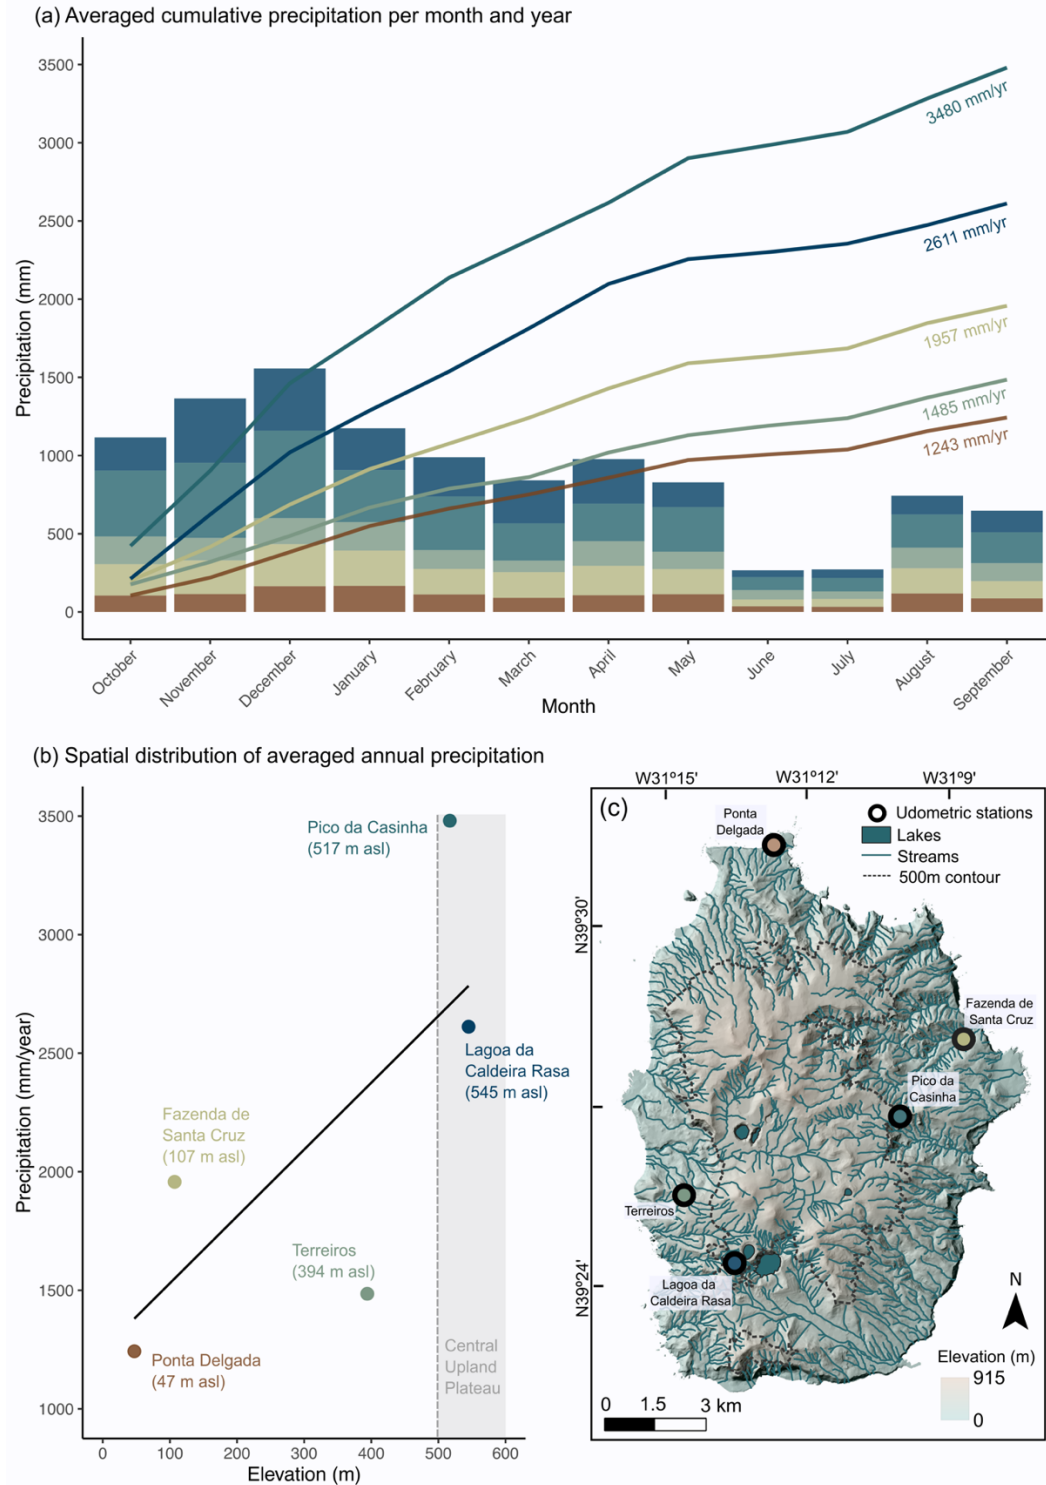 (a) Averaged cumulative precipitation per month and year
Precipitation (mm)
3500
3000
2500
2000
1500
1000
500
0
3480 mm/yr
2611 mm/yr
1957 mm/yr
1485 mm/yr
1243 mm/yr
October
November
December
January
February
March
April
May
June
July
August
September
Month
(b) Spatial distribution of averaged annual precipitation
Precipitation (mm/year)
3500
3000
2500
2000
1500
1000
Pico da Casinha
(517 m asl)
Lagoa da
Caldeira Rasa
(545 m asl)
Fazenda de
Santa Cruz
(107 m asl)
Terreiros
(394 m asl)
Ponta Delgada
(47 m asl)
Central
Upland
Plateau
0
100
200
300
400
500
600
Elevation (m)
W31º15'
W31º12'
W31º9'
(c)
Udometric stations
Lakes
Streams
500m contour
N39º30'
N39º24'
Ponta
Delgada
Fazenda de
Santa Cruz
Pico da
Casinha
Terreiros
Lagoa da
Caldeira Rasa
N
Elevation (m)
915
0
0
1.5
3 km